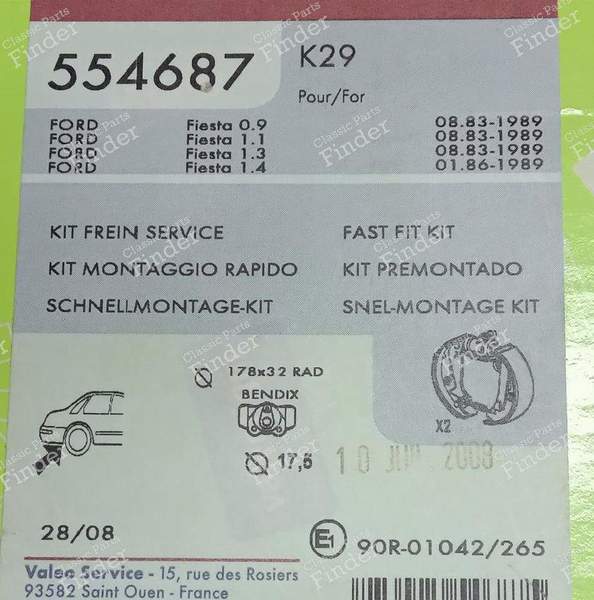 554687 K29
Pour/For
FORD Fiesta 0.9 08.83-1989
FORD Fiesta 1.1 08.83-1989
FORD Fiesta 1.3 08.83-1989
FORD Fiesta 1.4 01.86-1989
KIT FREIN SERVICE FAST FIT KIT
KIT MONTAGGIO RAPIDO KIT PREMONTADO
SCHNELLMONTAGE-KIT SNEL-MONTAGE KIT
178x32 RAD
BENDIX
X2
17,5 10 JUN 2008
28/08 E1 90R-01042/265
Valeo Service - 15, rue des Rosiers
93582 Saint Ouen - France
Classic Parts Finder